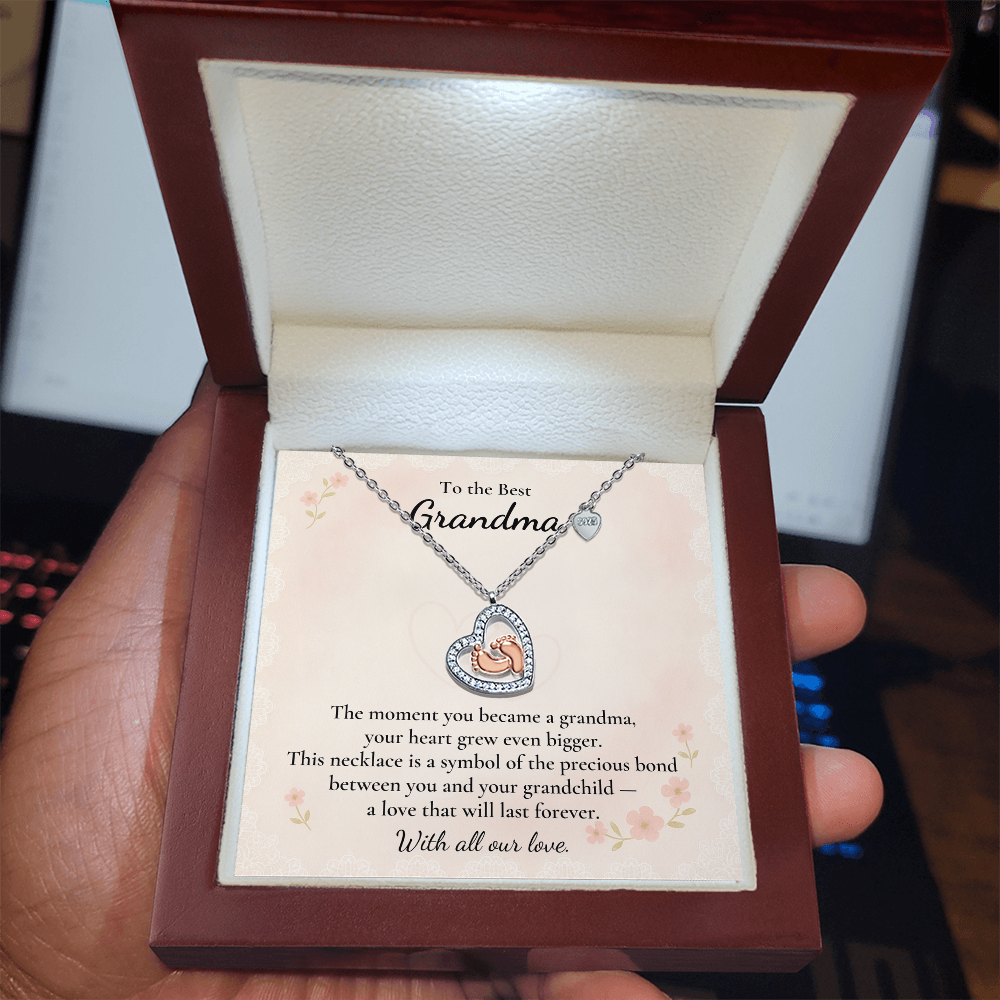 To the Best
Grandma
The moment you became a grandma,
your heart grew even bigger.
This necklace is a symbol of the precious bond
between you and your grandchild —
a love that will last forever.
With all our love.